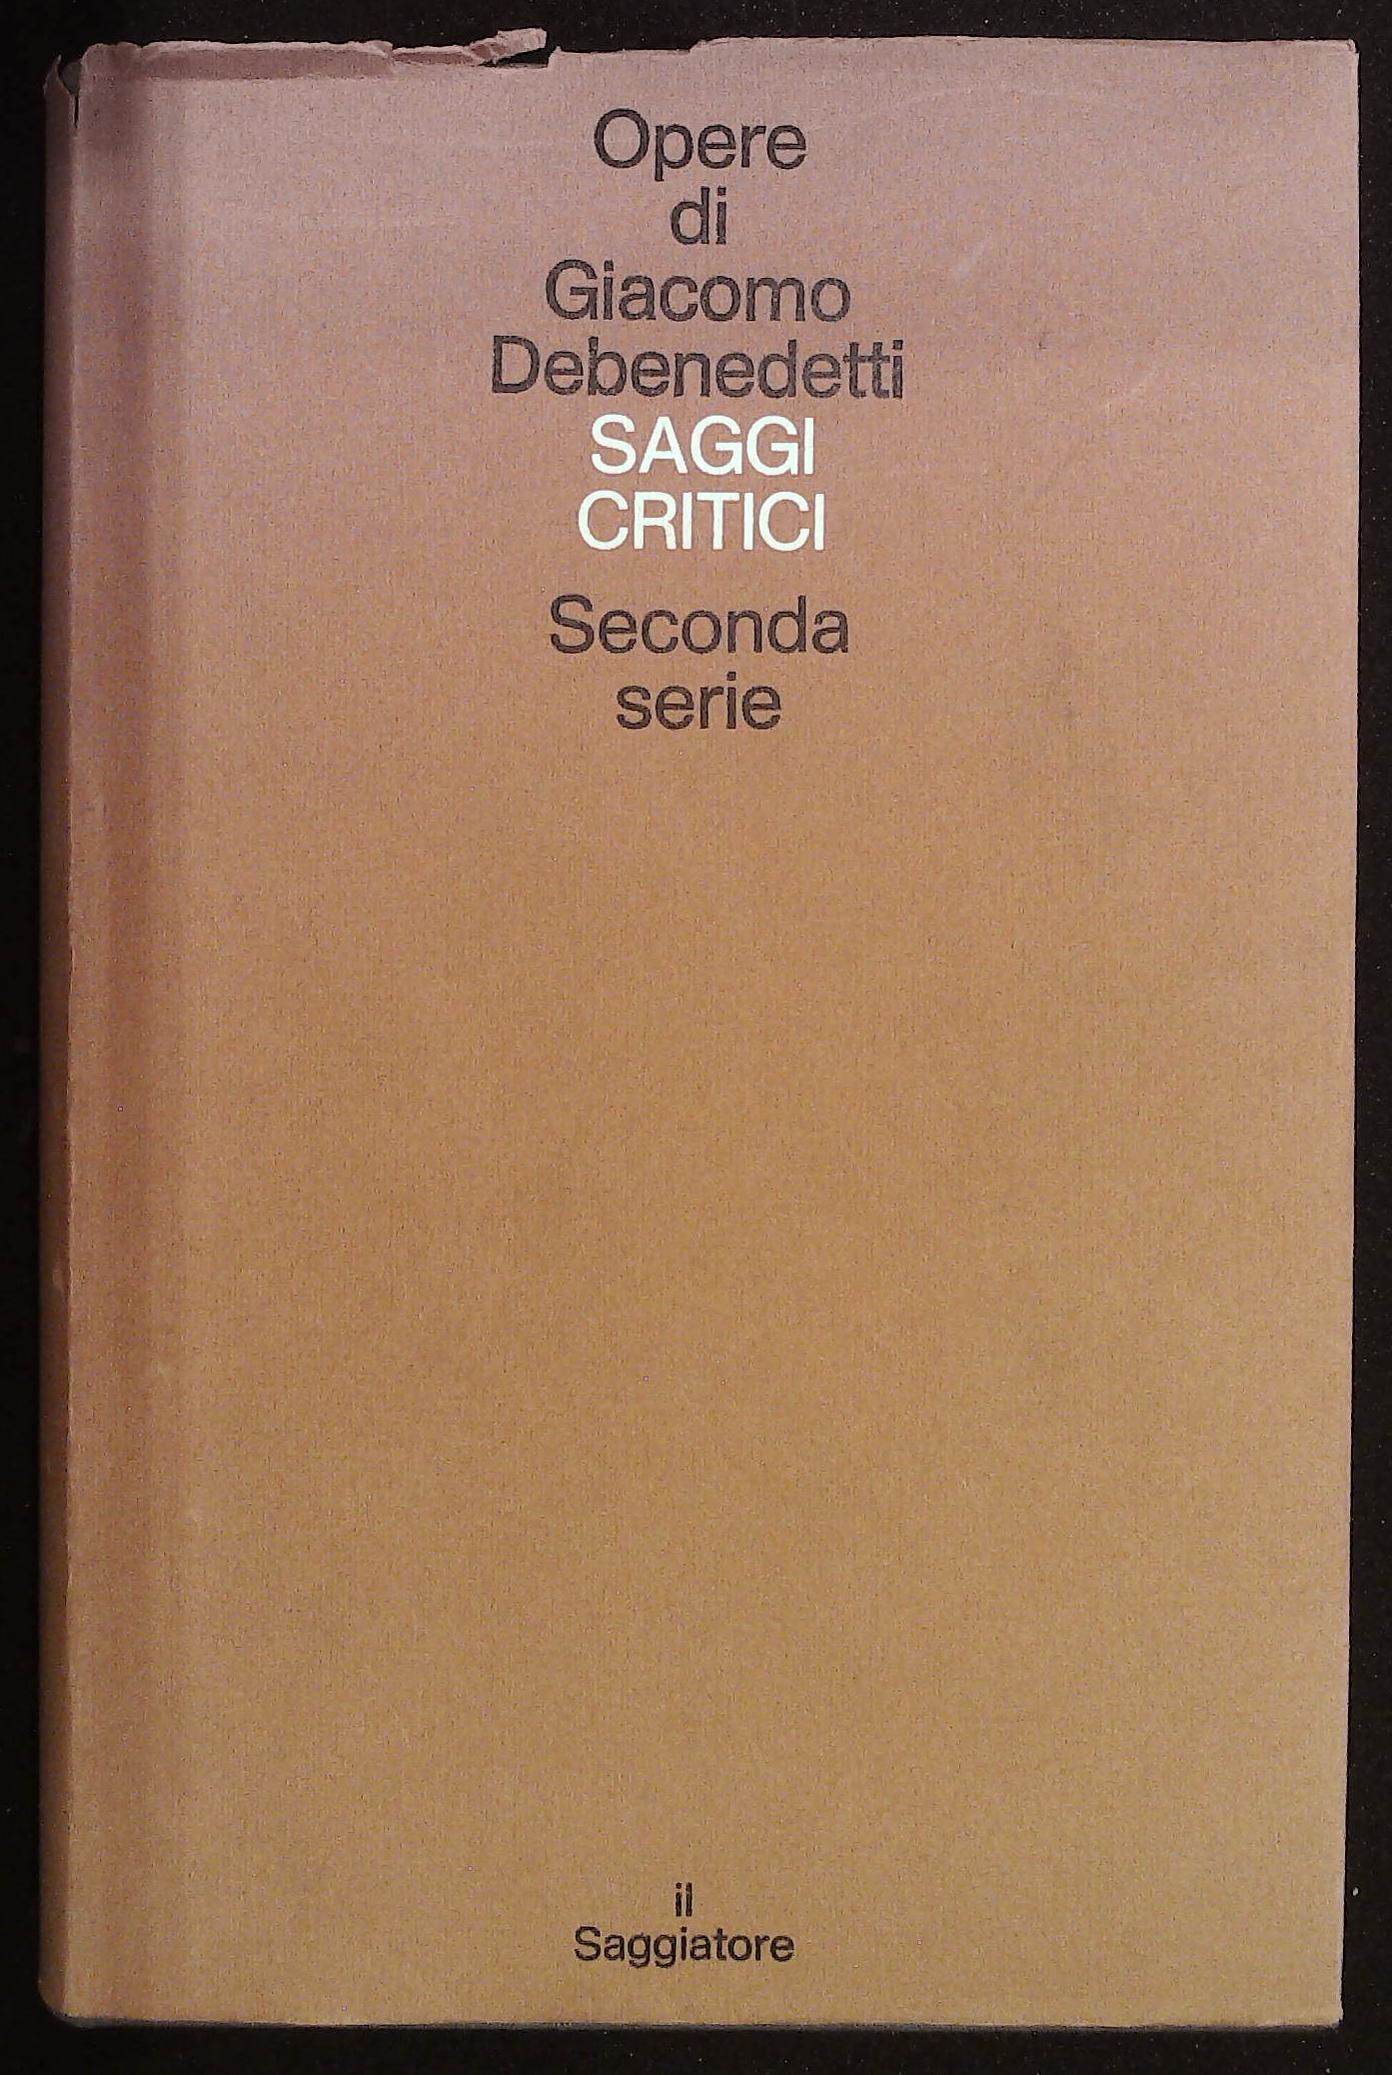 Opere
di
Giacomo
Debenedetti
SAGGI
CRITICI
Seconda
serie
il
Saggiatore